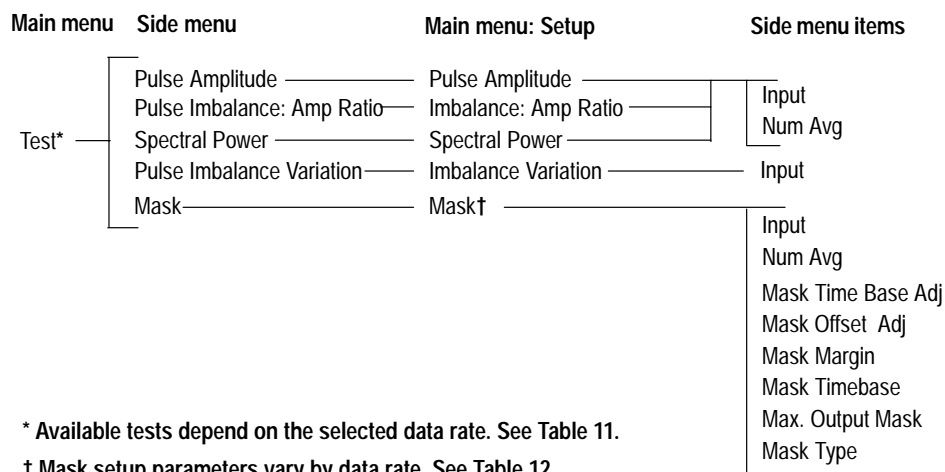 Main menu Side menu Main menu: Setup Side menu items
Pulse Amplitude Pulse Amplitude
Input
Pulse Imbalance: Amp Ratio Imbalance: Amp Ratio
Num Avg
Test* Spectral Power Spectral Power
Pulse Imbalance Variation Imbalance Variation Input
Mask Mask†
Input
Num Avg
Mask Time Base Adj
Mask Offset Adj
Mask Margin
Mask Timebase
Max. Output Mask
Mask Type
* Available tests depend on the selected data rate. See Table 11.
† Mask setup parameters vary by data rate. See Table 12.